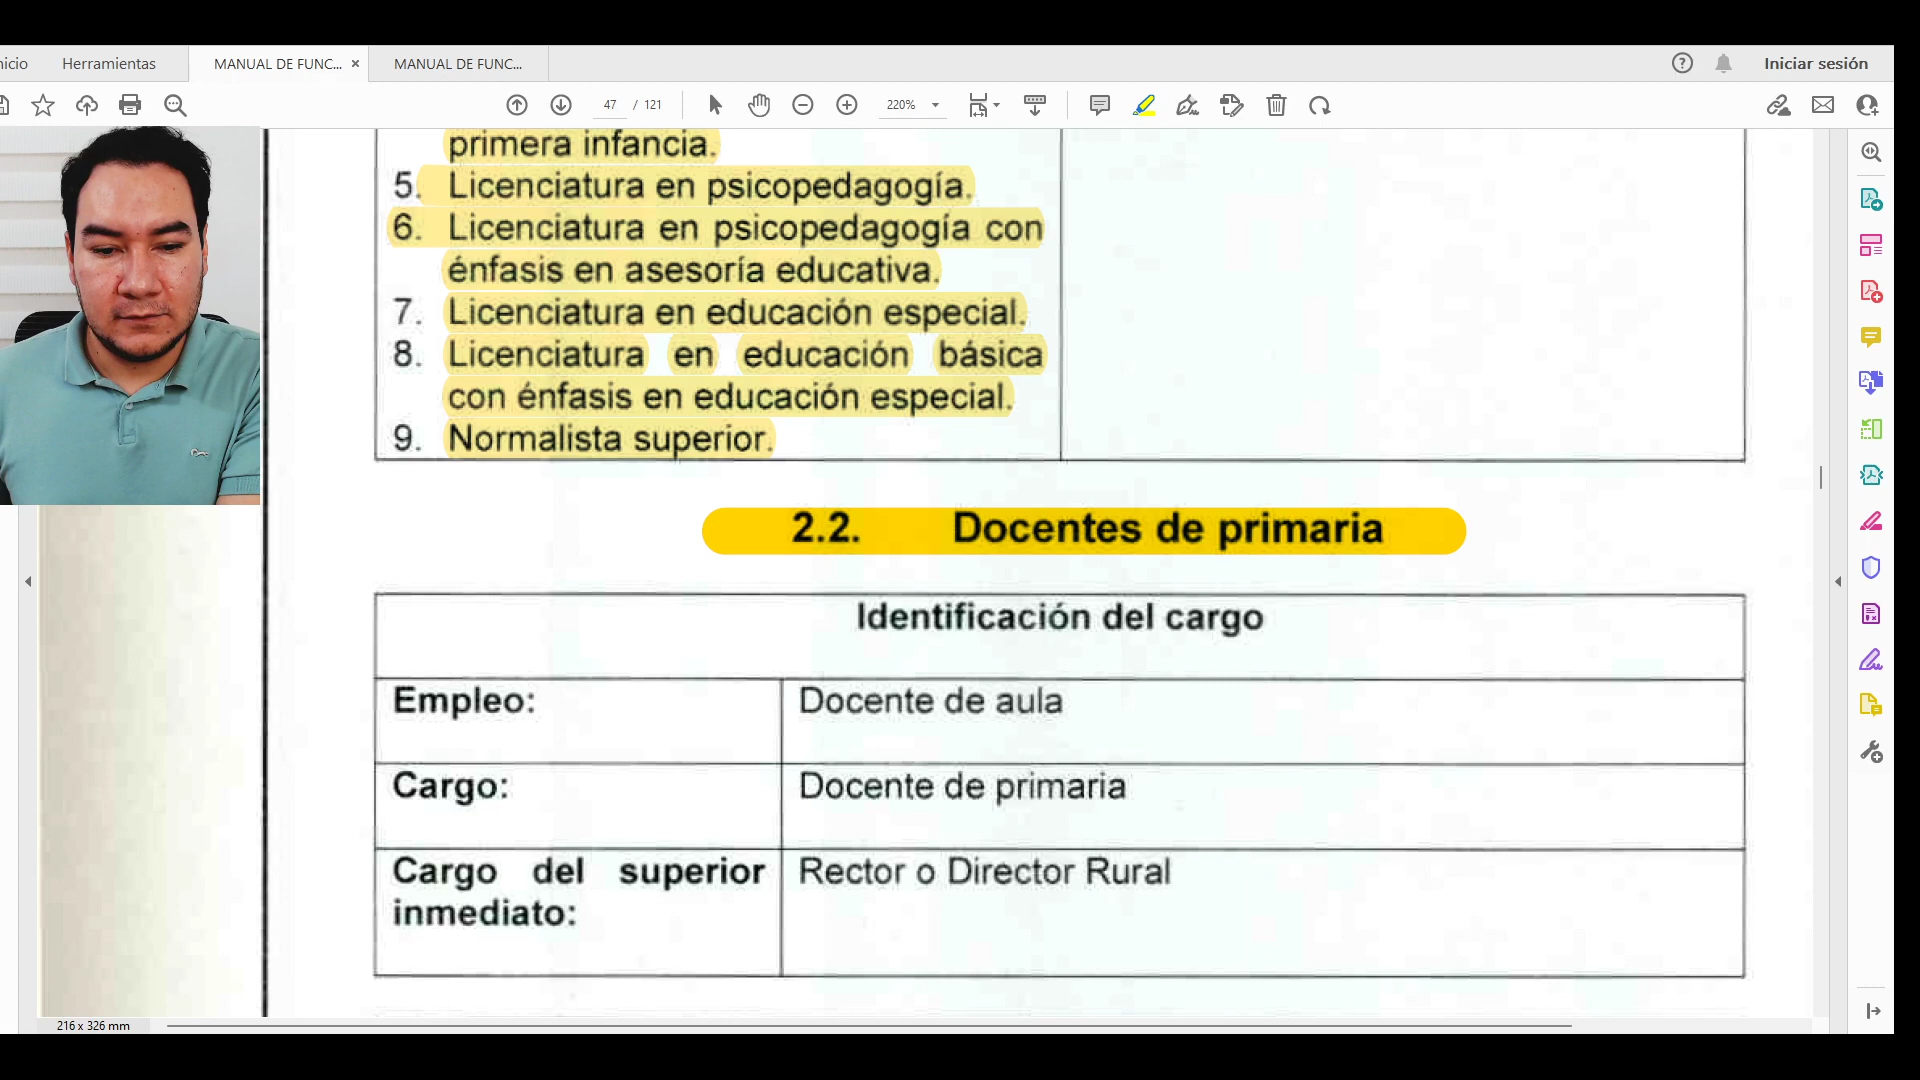 nicio
Herramientas
MANUAL DE FUNC...
MANUAL DE FUNC...
Iniciar sesión
47 / 121
220%
primera infancia.
5. Licenciatura en psicopedagogía.
6. Licenciatura en psicopedagogía con
énfasis en asesoría educativa.
7. Licenciatura en educación especial.
8. Licenciatura en educación básica
con énfasis en educación especial.
9. Normalista superior.
2.2. Docentes de primaria
Identificación del cargo
Empleo: Docente de aula
Cargo: Docente de primaria
Cargo del superior Rector o Director Rural
inmediato:
216 x 326 mm